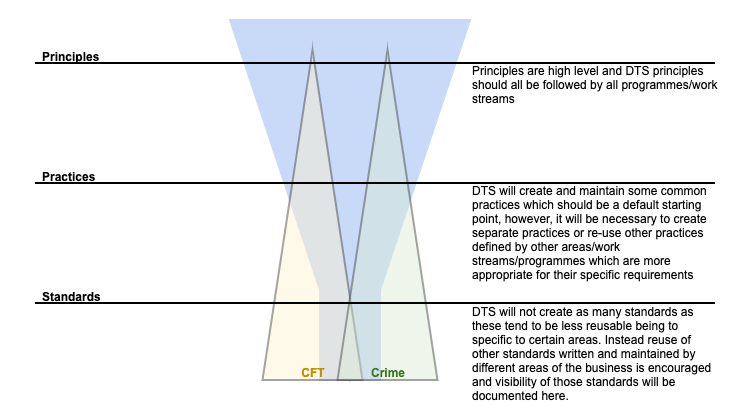 Principles
Principles are high level and DTS principles
should all be followed by all programmes/work
streams
Practices
DTS will create and maintain some common
practices which should be a default starting
point, however, it will be necessary to create
separate practices or re-use other practices
defined by other areas/work
streams/programmes which are more
appropriate for their specific requirements
Standards
DTS will not create as many standards as
these tend to be less reusable being to
specific to certain areas. Instead reuse of
other standards written and maintained by
different areas of the business is encouraged
and visibility of those standards will be
documented here.
CFT
Crime